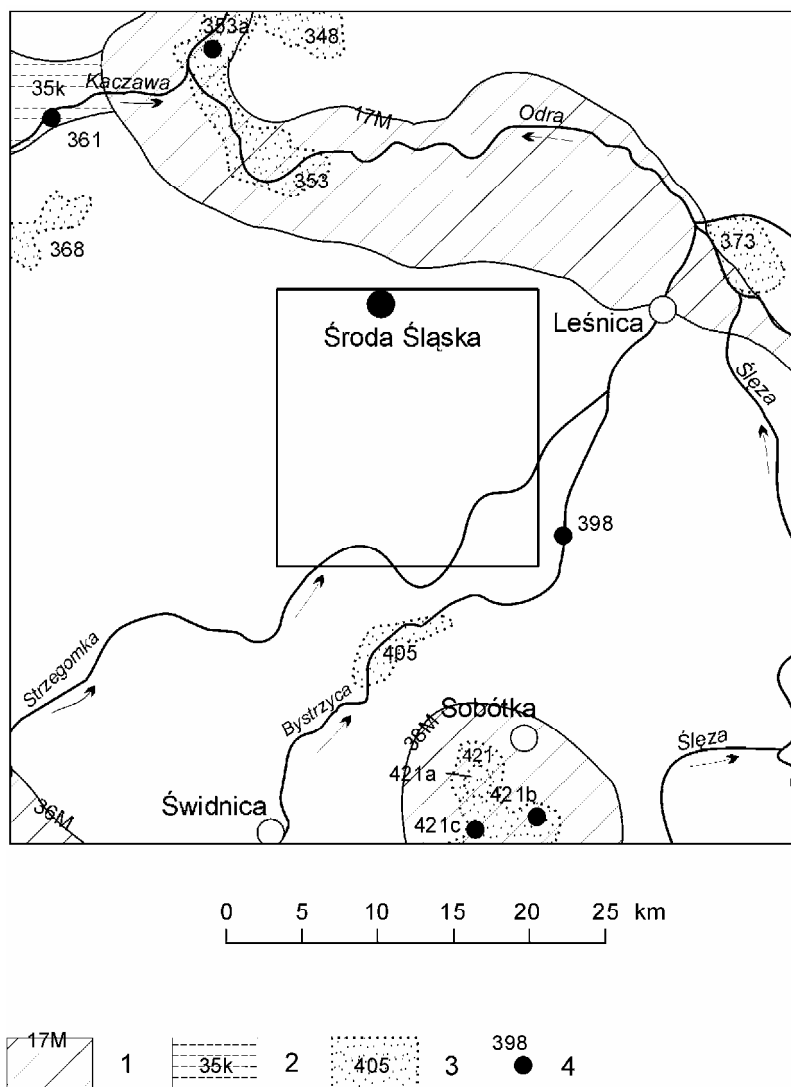 353a
348
35k
Kaczawa
17M
Odra
361
353
368
373
Środa Śląska
Leśnica
Ślęza
398
Strzegomka
405
Bystrzyca
38M
Sobótka
Ślęza
421
421a
421b
36M
Świdnica
421c
0 5 10 15 20 25 km
17M 1
35k 2
405 3
398 4